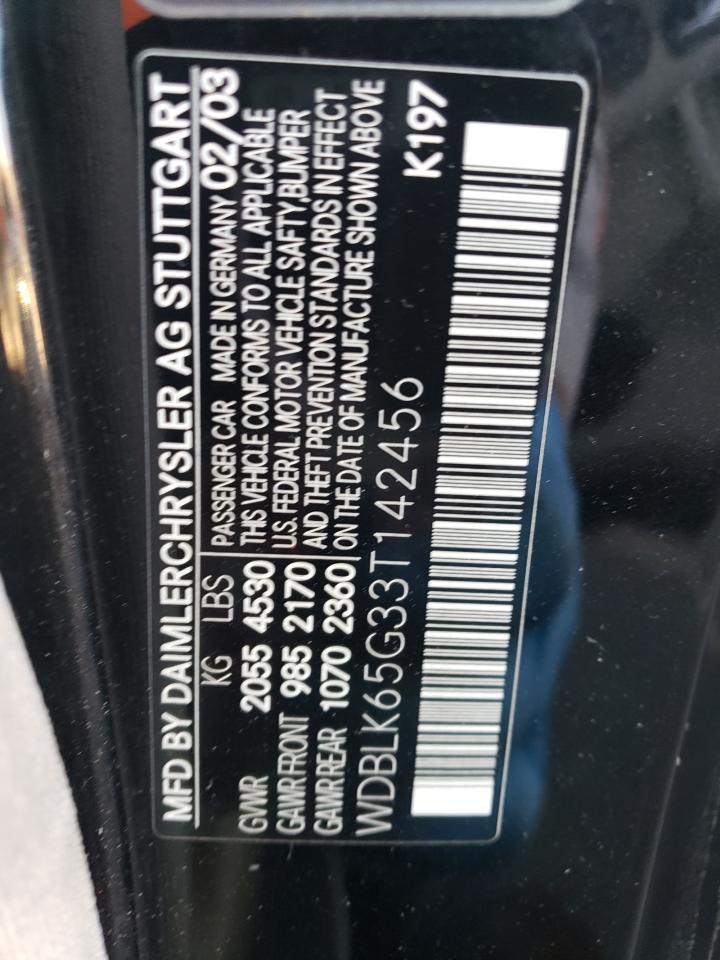 MFD BY DAIMLERCHRYSLER AG STUTTGART
KG LBS PASSENGER CAR MADE IN GERMANY 02/03
GVWR 2055 4530 THIS VEHICLE CONFORMS TO ALL APPLICABLE
GAWR FRONT 985 2170 U.S. FEDERAL MOTOR VEHICLE SAFTY,BUMPER
GAWR REAR 1070 2360 AND THEFT PREVENTION STANDARDS IN EFFECT
ON THE DATE OF MANUFACTURE SHOWN ABOVE
WDBLK65G33T142456 K197